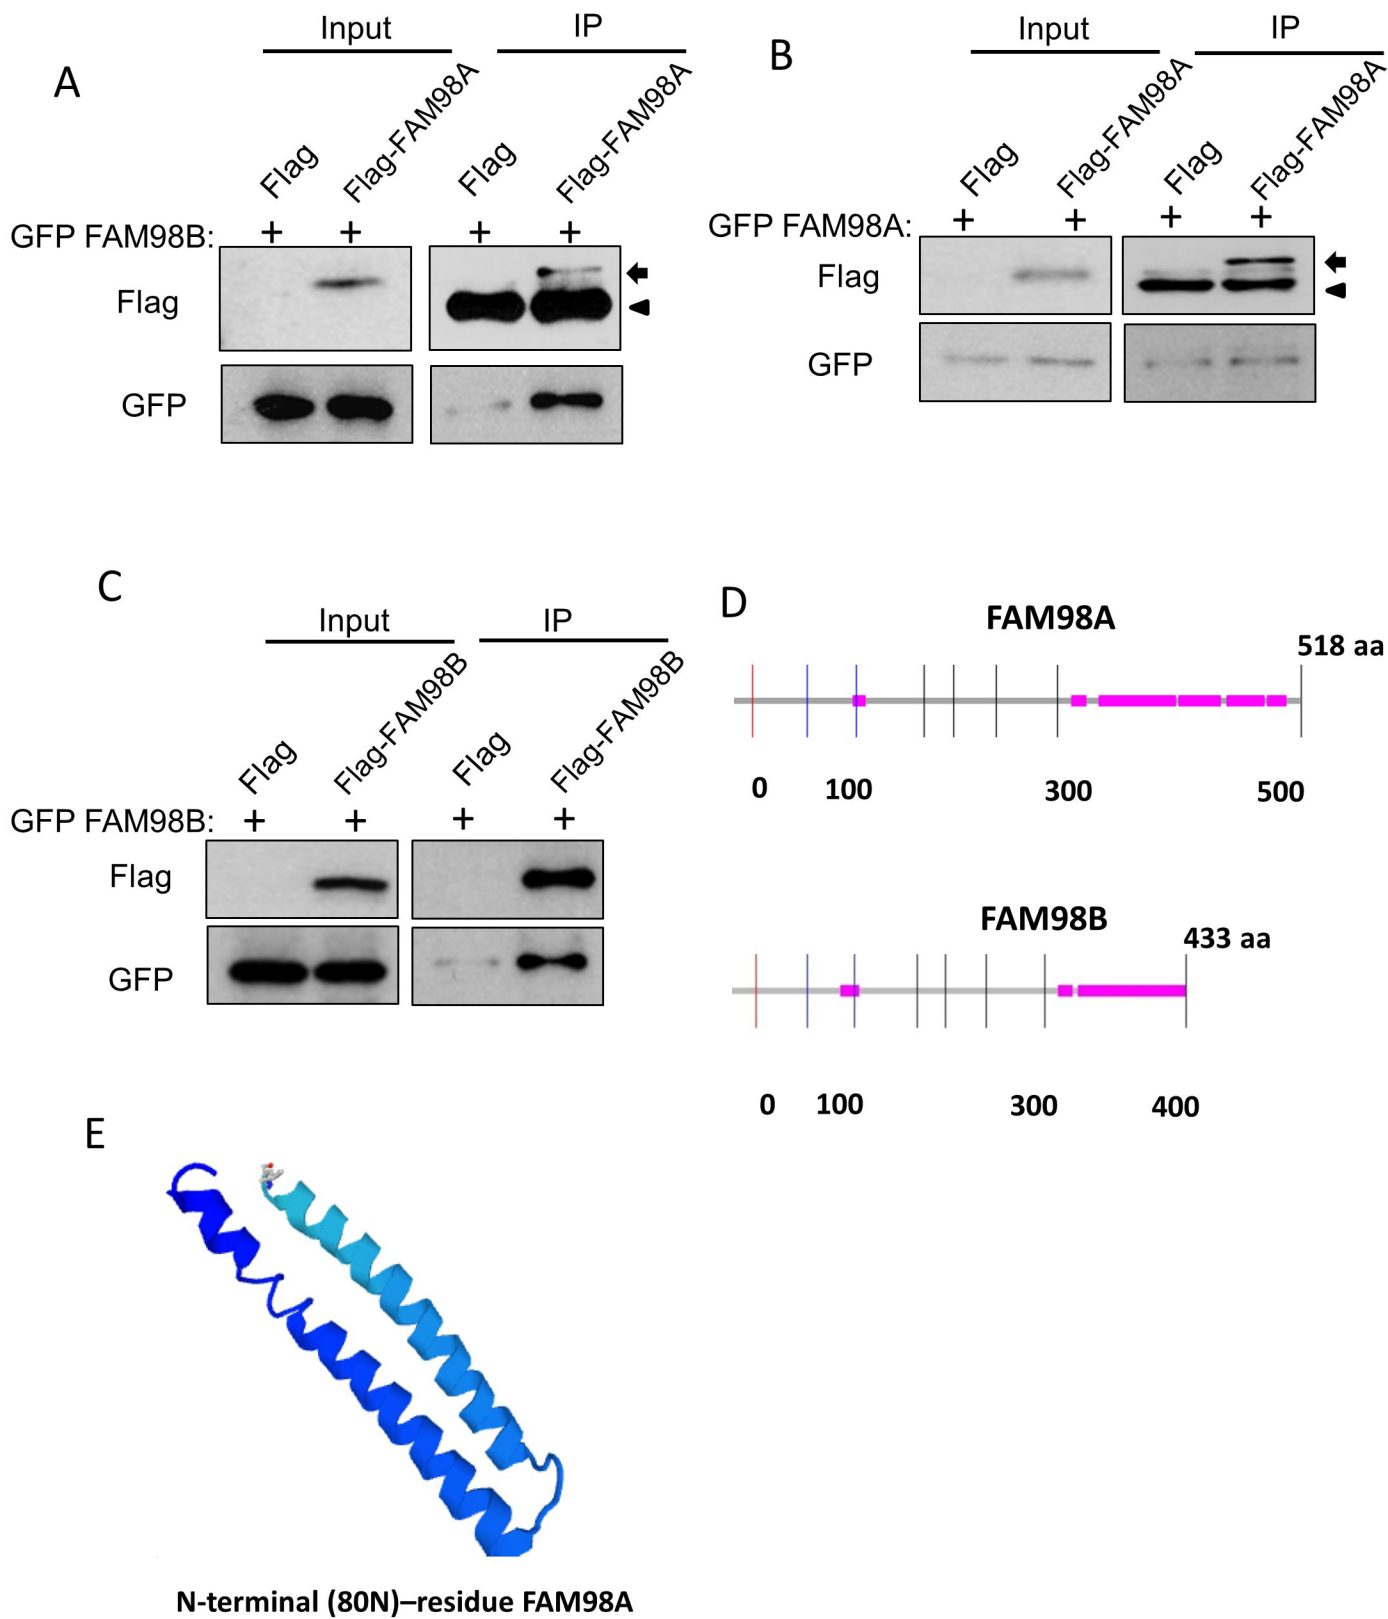 A
Input
IP
Flag
Flag-FAM98A
Flag
Flag-FAM98A
GFP FAM98B:
+
+
+
+
Flag
GFP
B
Input
IP
Flag
Flag-FAM98A
Flag
Flag-FAM98A
GFP FAM98A:
+
+
+
+
Flag
GFP
C
Input
IP
Flag
Flag-FAM98B
Flag
Flag-FAM98B
GFP FAM98B:
+
+
+
+
Flag
GFP
D
FAM98A
518 aa
0 100 300 500
FAM98B
433 aa
0 100 300 400
E
N-terminal (80N)–residue FAM98A